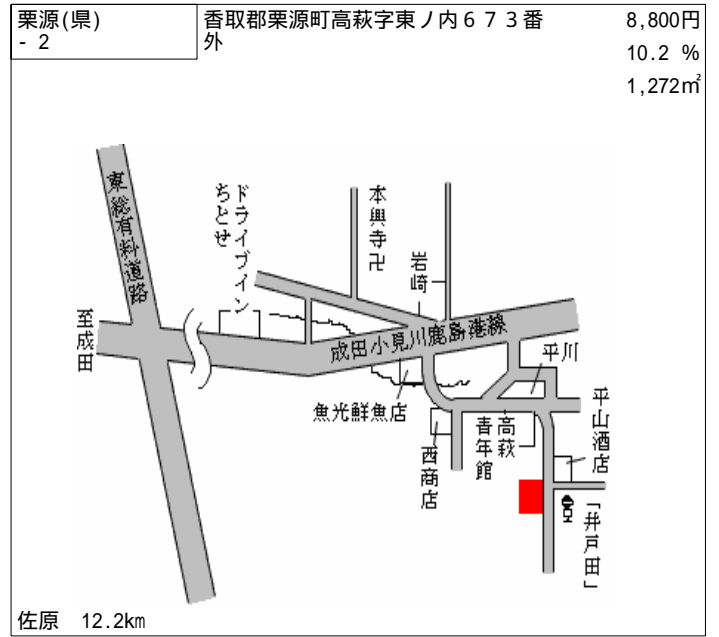 栗源(県)
- 2
香取郡栗源町高萩字東ノ内６７３番
外
8,800円
10.2 %
1,272㎡
東総有料道路
ドライブイン
ちとせ
本興寺卍
岩崎
至成田
成田小見川鹿島港線
平川
魚光鮮魚店
西商店
高萩
青年館
平山酒店
「井戸田」
佐原 12.2km